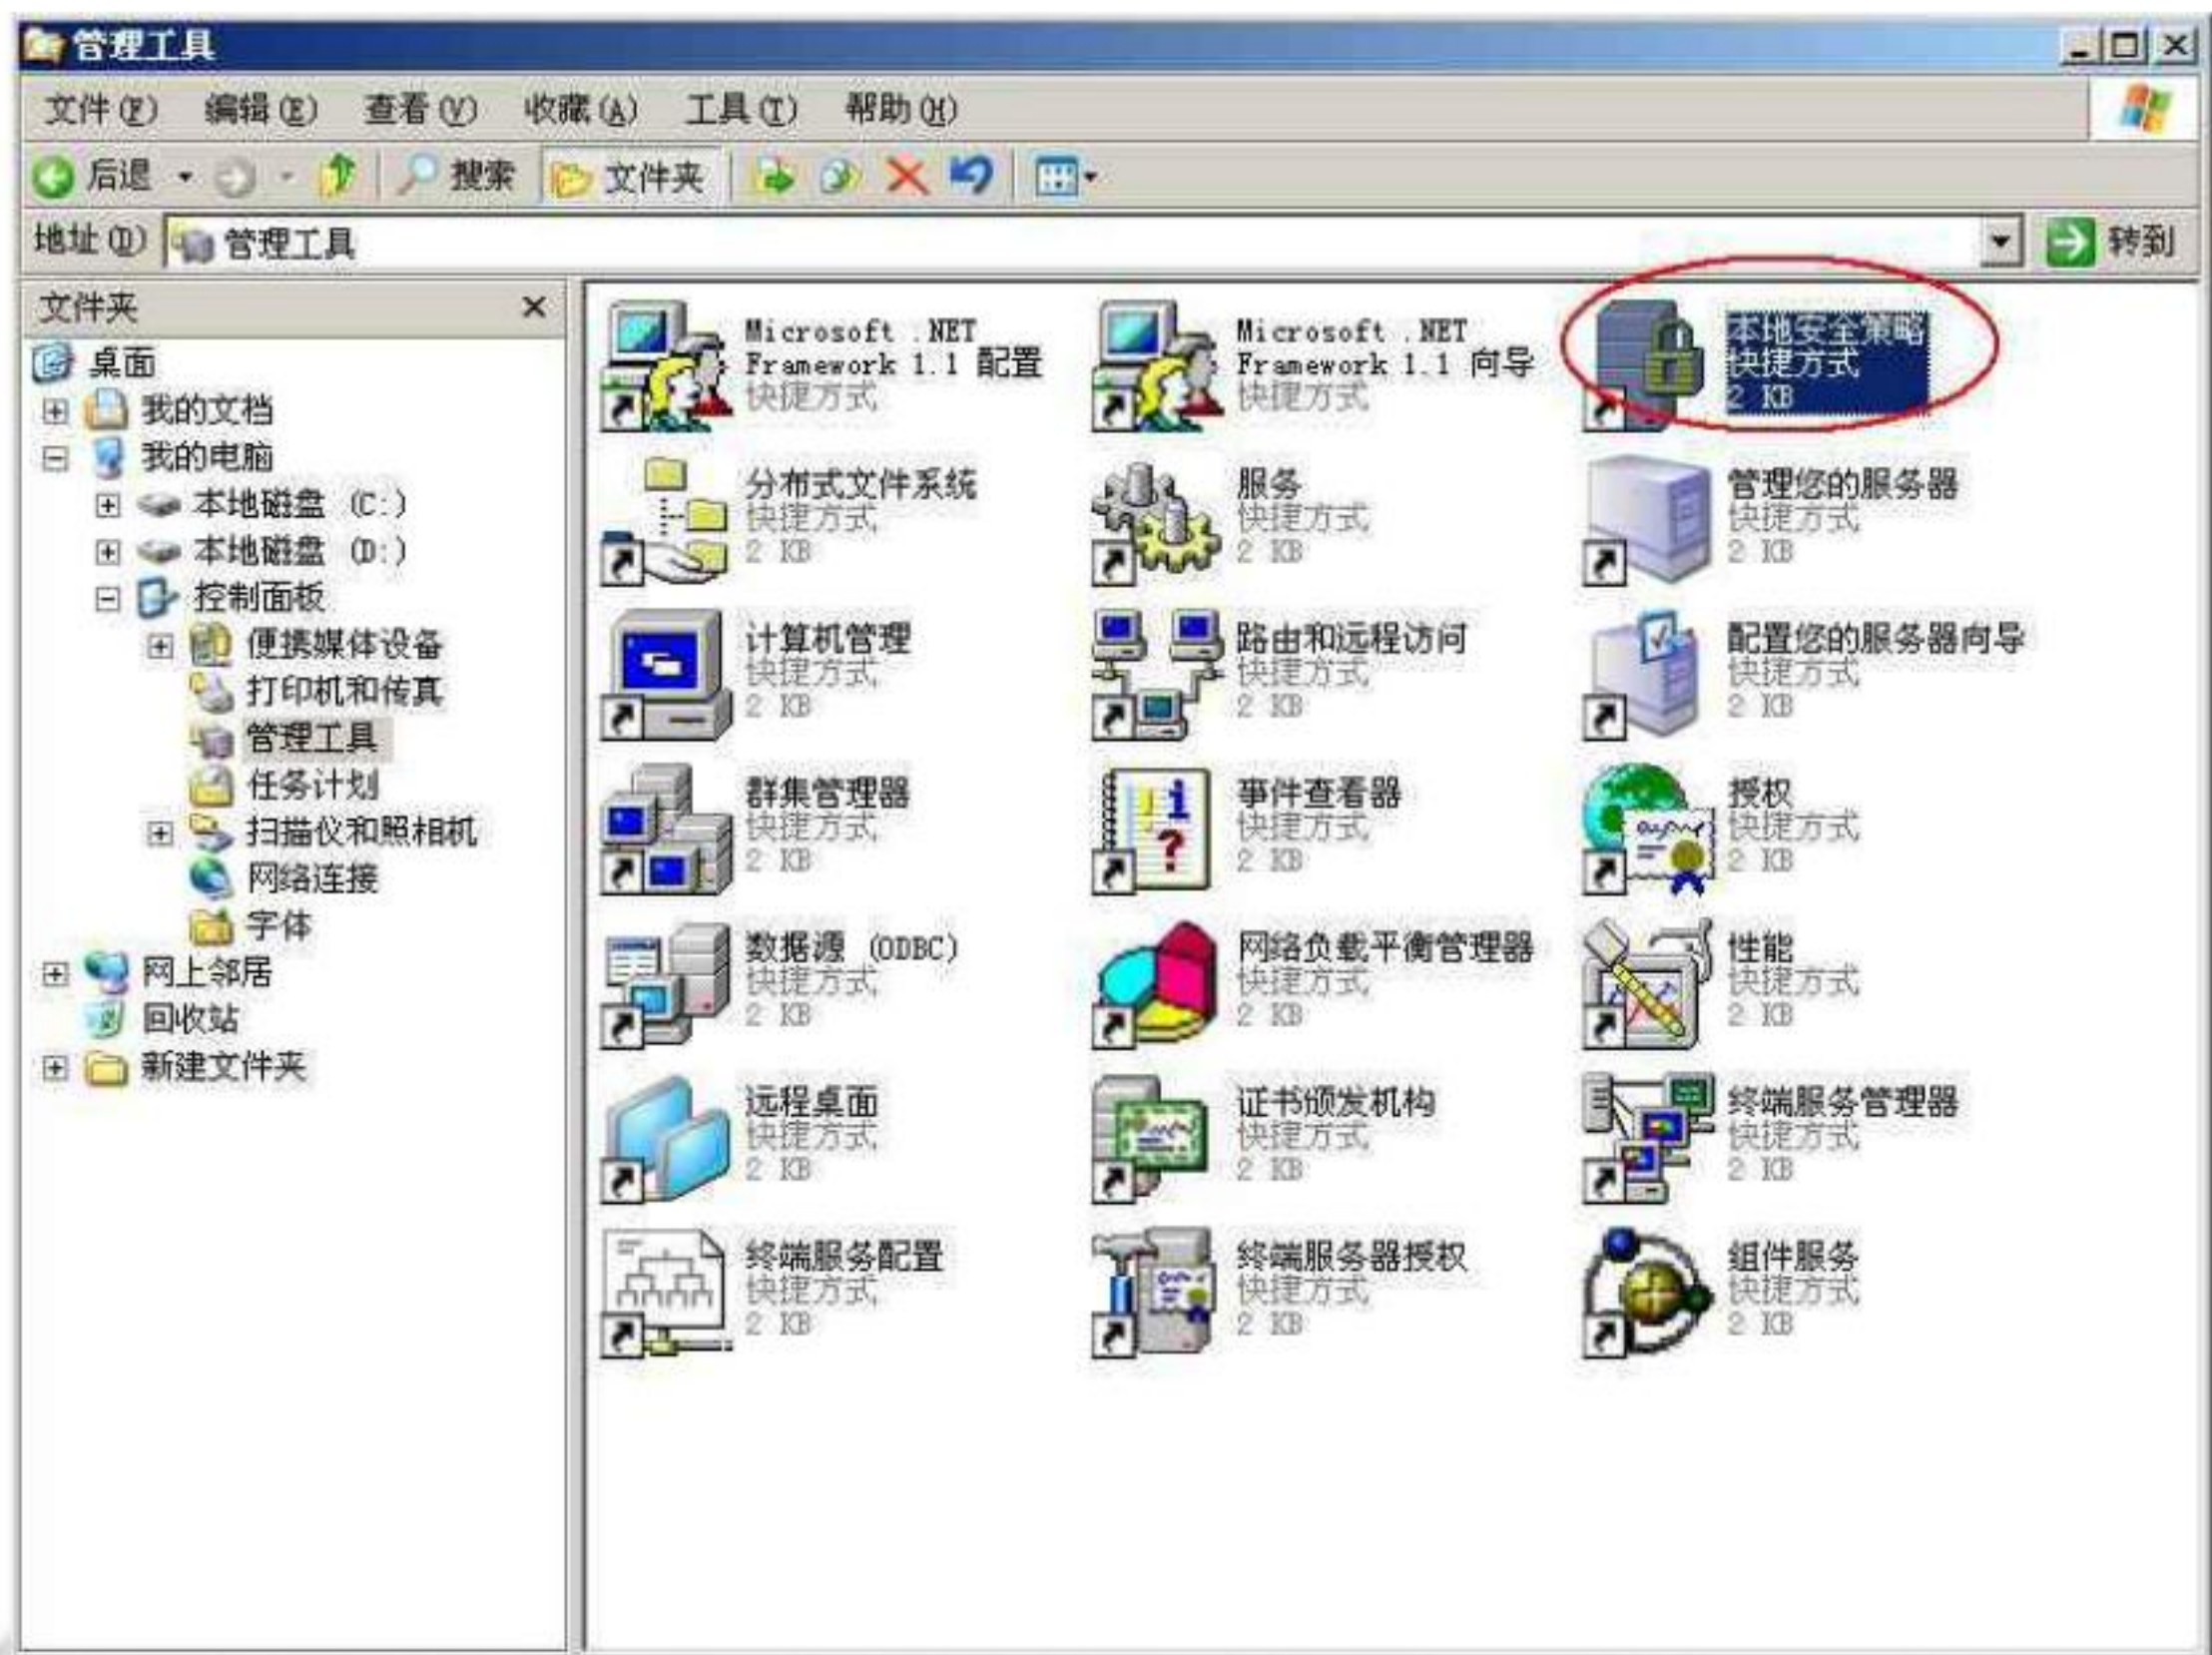 管理工具
文件(F) 编辑(E) 查看(V) 收藏(A) 工具(T) 帮助(H)
后退 搜索 文件夹
地址(D) 管理工具 转到
文件夹
桌面
我的文档
我的电脑
本地磁盘 (C:)
本地磁盘 (D:)
控制面板
便携媒体设备
打印机和传真
管理工具
任务计划
扫描仪和照相机
网络连接
字体
网上邻居
回收站
新建文件夹
Microsoft .NET
Framework 1.1 配置
快捷方式
Microsoft .NET
Framework 1.1 向导
快捷方式
本地安全策略
快捷方式
2 KB
分布式文件系统
快捷方式
2 KB
服务
快捷方式
2 KB
管理您的服务器
快捷方式
2 KB
计算机管理
快捷方式
2 KB
路由和远程访问
快捷方式
2 KB
配置您的服务器向导
快捷方式
2 KB
群集管理器
快捷方式
2 KB
事件查看器
快捷方式
2 KB
授权
快捷方式
2 KB
数据源 (ODBC)
快捷方式
2 KB
网络负载平衡管理器
快捷方式
2 KB
性能
快捷方式
2 KB
远程桌面
快捷方式
2 KB
证书颁发机构
快捷方式
2 KB
终端服务管理器
快捷方式
2 KB
终端服务配置
快捷方式
2 KB
终端服务器授权
快捷方式
2 KB
组件服务
快捷方式
2 KB